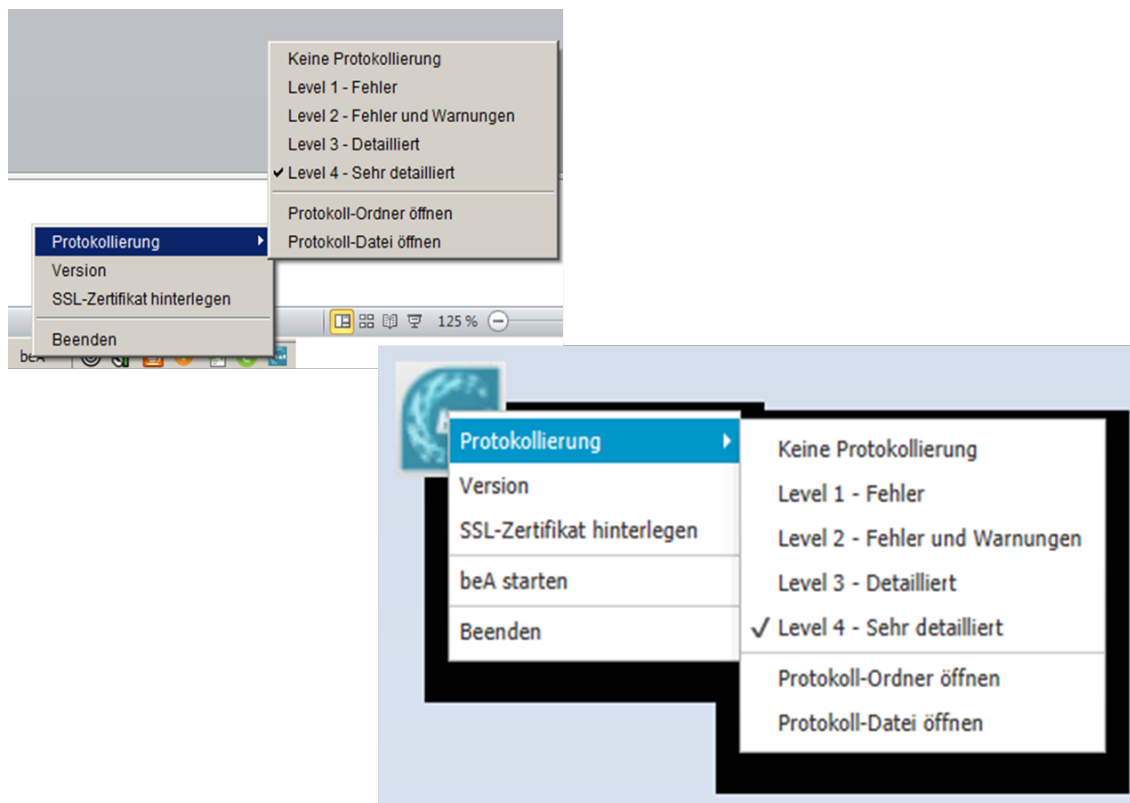 Keine Protokollierung
Level 1 - Fehler
Level 2 - Fehler und Warnungen
Level 3 - Detailliert
Level 4 - Sehr detailliert
Protokoll-Ordner öffnen
Protokoll-Datei öffnen
Protokollierung
Version
SSL-Zertifikat hinterlegen
Beenden
125 %
beA
Protokollierung
Version
SSL-Zertifikat hinterlegen
beA starten
Beenden
Keine Protokollierung
Level 1 - Fehler
Level 2 - Fehler und Warnungen
Level 3 - Detailliert
Level 4 - Sehr detailliert
Protokoll-Ordner öffnen
Protokoll-Datei öffnen